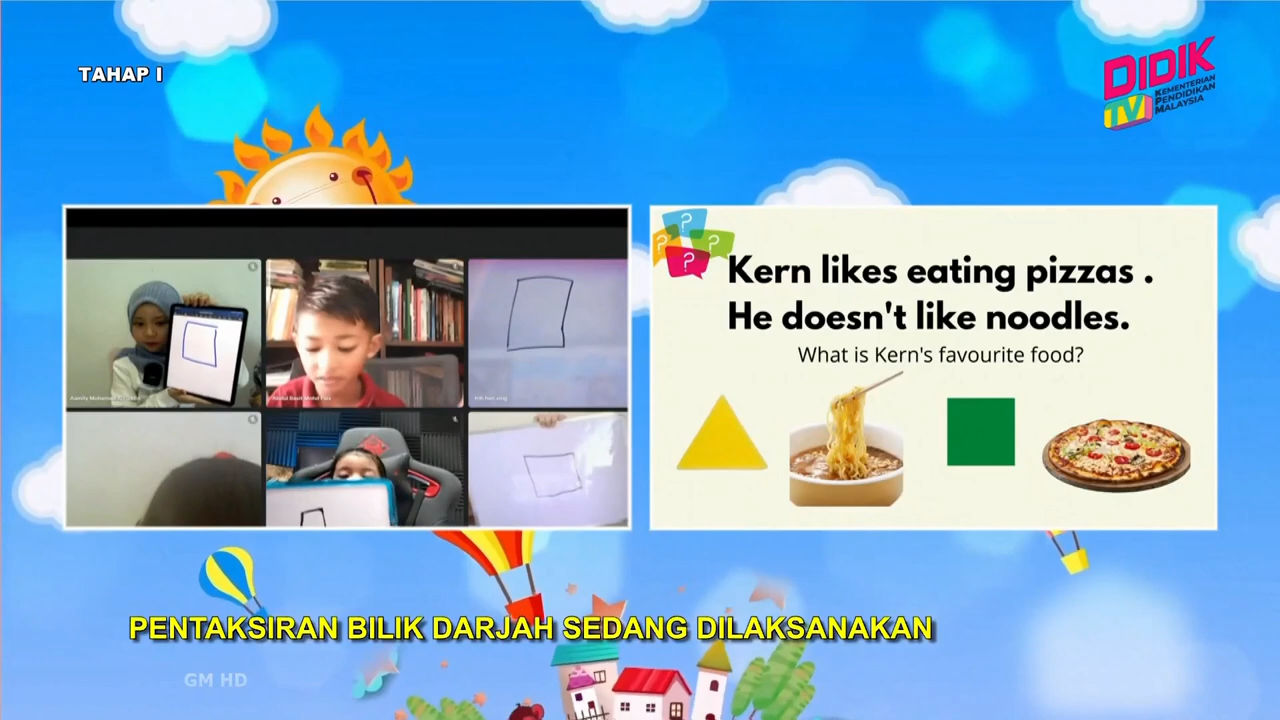 TAHAP I
DIDIK
TV
KEMENTERIAN
PENDIDIKAN
MALAYSIA
Kern likes eating pizzas .
He doesn't like noodles.
What is Kern's favourite food?
PENTAKSIRAN BILIK DARJAH SEDANG DILAKSANAKAN
GM HD